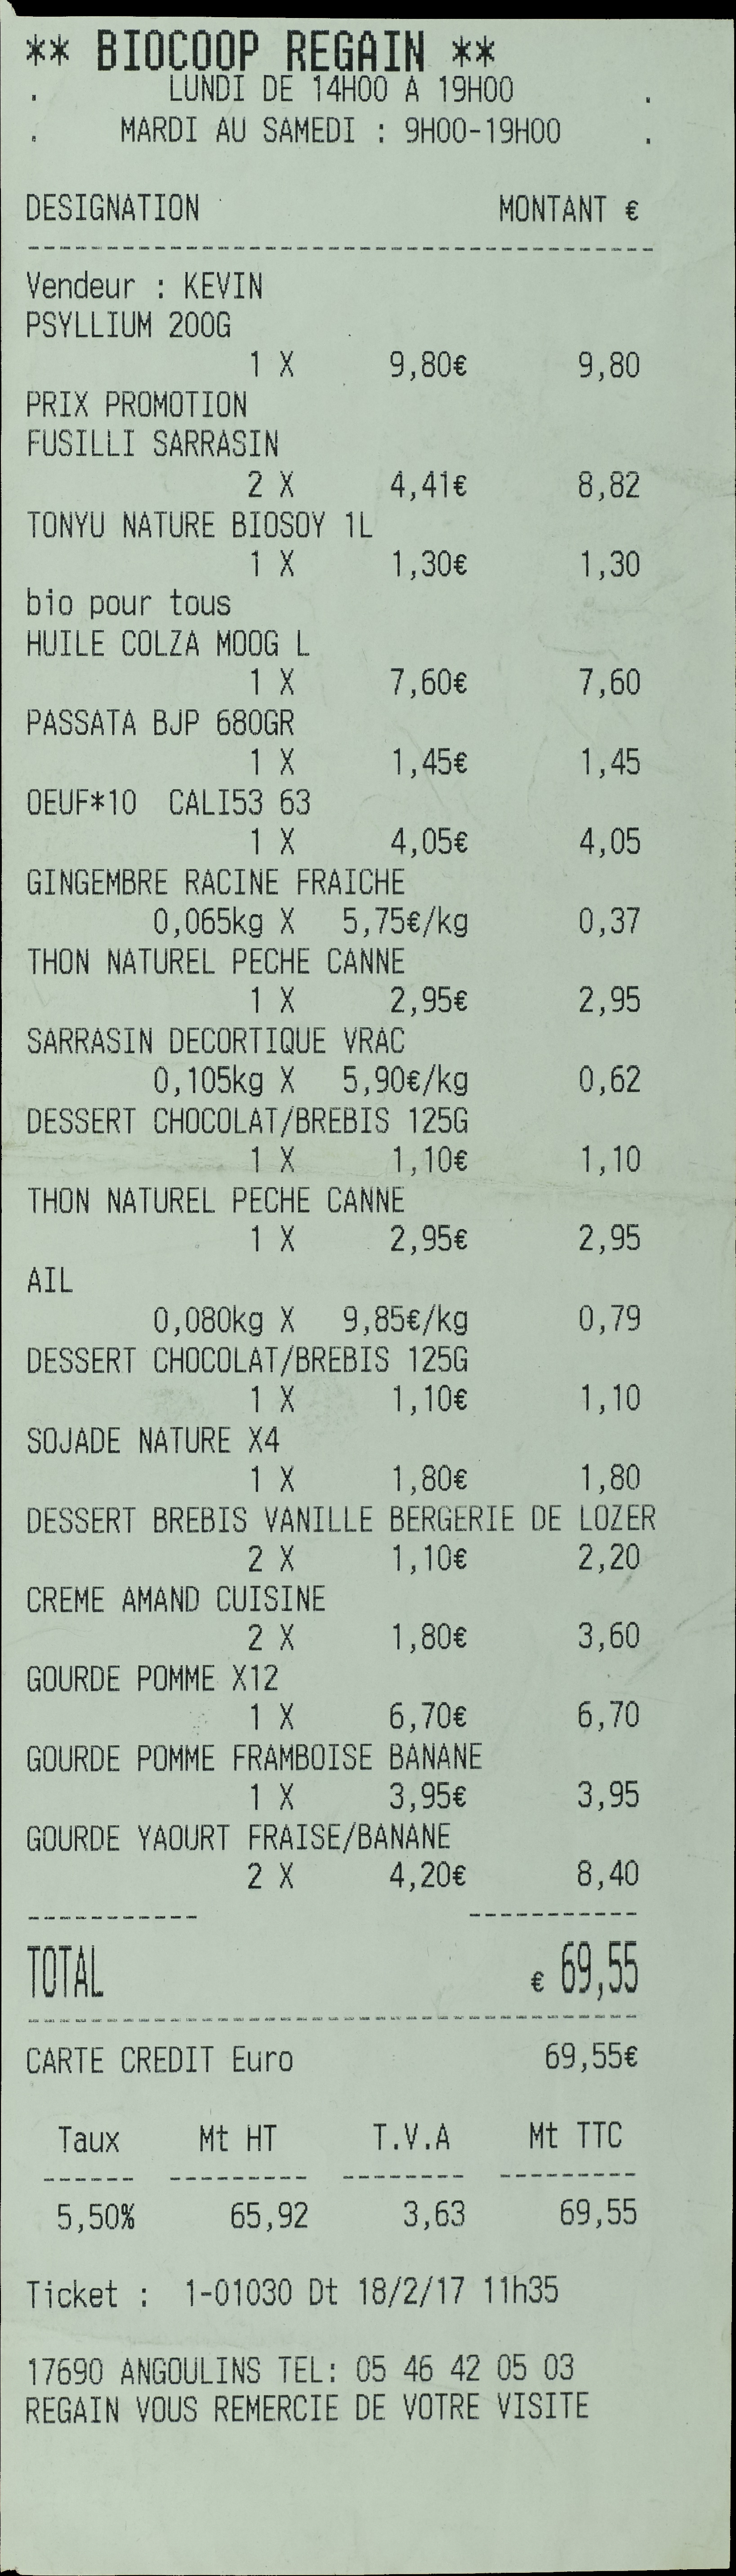 ** BIOCOOP REGAIN **
. LUNDI DE 14H00 A 19H00 .
. MARDI AU SAMEDI : 9H00-19H00 .
DESIGNATION MONTANT €
----------------------------------------
Vendeur : KEVIN
PSYLLIUM 200G
1 X 9,80€ 9,80
PRIX PROMOTION
FUSILLI SARRASIN
2 X 4,41€ 8,82
TONYU NATURE BIOSOY 1L
1 X 1,30€ 1,30
bio pour tous
HUILE COLZA MOOG L
1 X 7,60€ 7,60
PASSATA BJP 680GR
1 X 1,45€ 1,45
OEUF*10 CALI53 63
1 X 4,05€ 4,05
GINGEMBRE RACINE FRAICHE
0,065kg X 5,75€/kg 0,37
THON NATUREL PECHE CANNE
1 X 2,95€ 2,95
SARRASIN DECORTIQUE VRAC
0,105kg X 5,90€/kg 0,62
DESSERT CHOCOLAT/BREBIS 125G
1 X 1,10€ 1,10
THON NATUREL PECHE CANNE
1 X 2,95€ 2,95
AIL
0,080kg X 9,85€/kg 0,79
DESSERT CHOCOLAT/BREBIS 125G
1 X 1,10€ 1,10
SOJADE NATURE X4
1 X 1,80€ 1,80
DESSERT BREBIS VANILLE BERGERIE DE LOZER
2 X 1,10€ 2,20
CREME AMAND CUISINE
2 X 1,80€ 3,60
GOURDE POMME X12
1 X 6,70€ 6,70
GOURDE POMME FRAMBOISE BANANE
1 X 3,95€ 3,95
GOURDE YAOURT FRAISE/BANANE
2 X 4,20€ 8,40
----------- -----------
TOTAL € 69,55
----------------------------------------
CARTE CREDIT Euro 69,55€
Taux Mt HT T.V.A Mt TTC
------ --------- -------- ---------
5,50% 65,92 3,63 69,55
Ticket : 1-01030 Dt 18/2/17 11h35
17690 ANGOULINS TEL: 05 46 42 05 03
REGAIN VOUS REMERCIE DE VOTRE VISITE